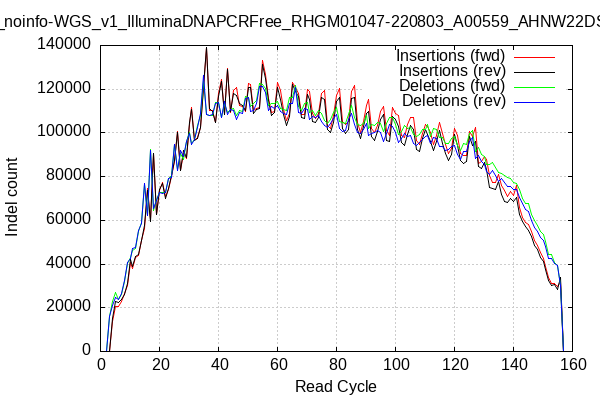 _noinfo-WGS_v1_IlluminaDNAPCRFree_RHGM01047-220803_A00559_AHNW22DS
Insertions (fwd)
Insertions (rev)
Deletions (fwd)
Deletions (rev)
140000
120000
100000
80000
60000
40000
20000
0
Indel count
0 20 40 60 80 100 120 140 160
Read Cycle